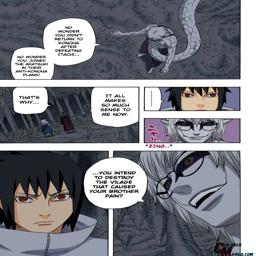 NO
WONDER
YOU DIDN'T
RETURN TO
KONOHA
AFTER
DEFEATING
ITACHI...
NO WONDER
YOU JOINED
THE AKATSUKI
IN THEIR
ANTI-KONOHA
PLANS!
IT ALL
MAKES SO
MUCH SENSE
TO ME NOW.
THAT'S
WHY...
*ZING..*
...YOU INTEND
TO DESTROY
THE VILAGE
THAT CAUSED
YOUR BROTHER
PAIN?